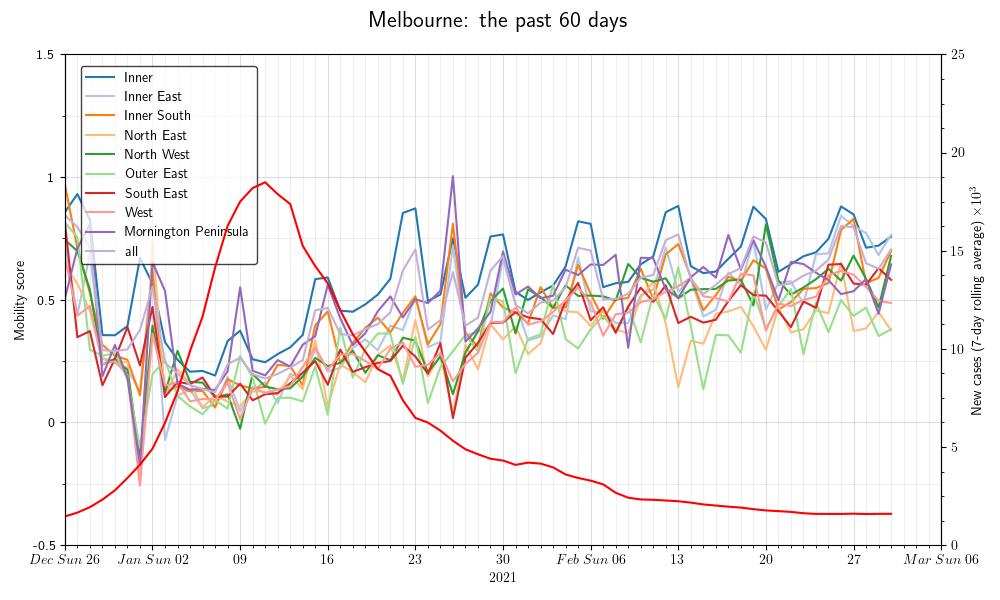 Melbourne: the past 60 days
1.5
1
0.5
0
-0.5
Mobility score
Inner
Inner East
Inner South
North East
North West
Outer East
South East
West
Mornington Peninsula
all
25
20
15
10
5
0
New cases (7-day rolling average) ×10³
Dec Sun 26
Jan Sun 02
09
16
23
30
Feb Sun 06
13
20
27
Mar Sun 06
2021